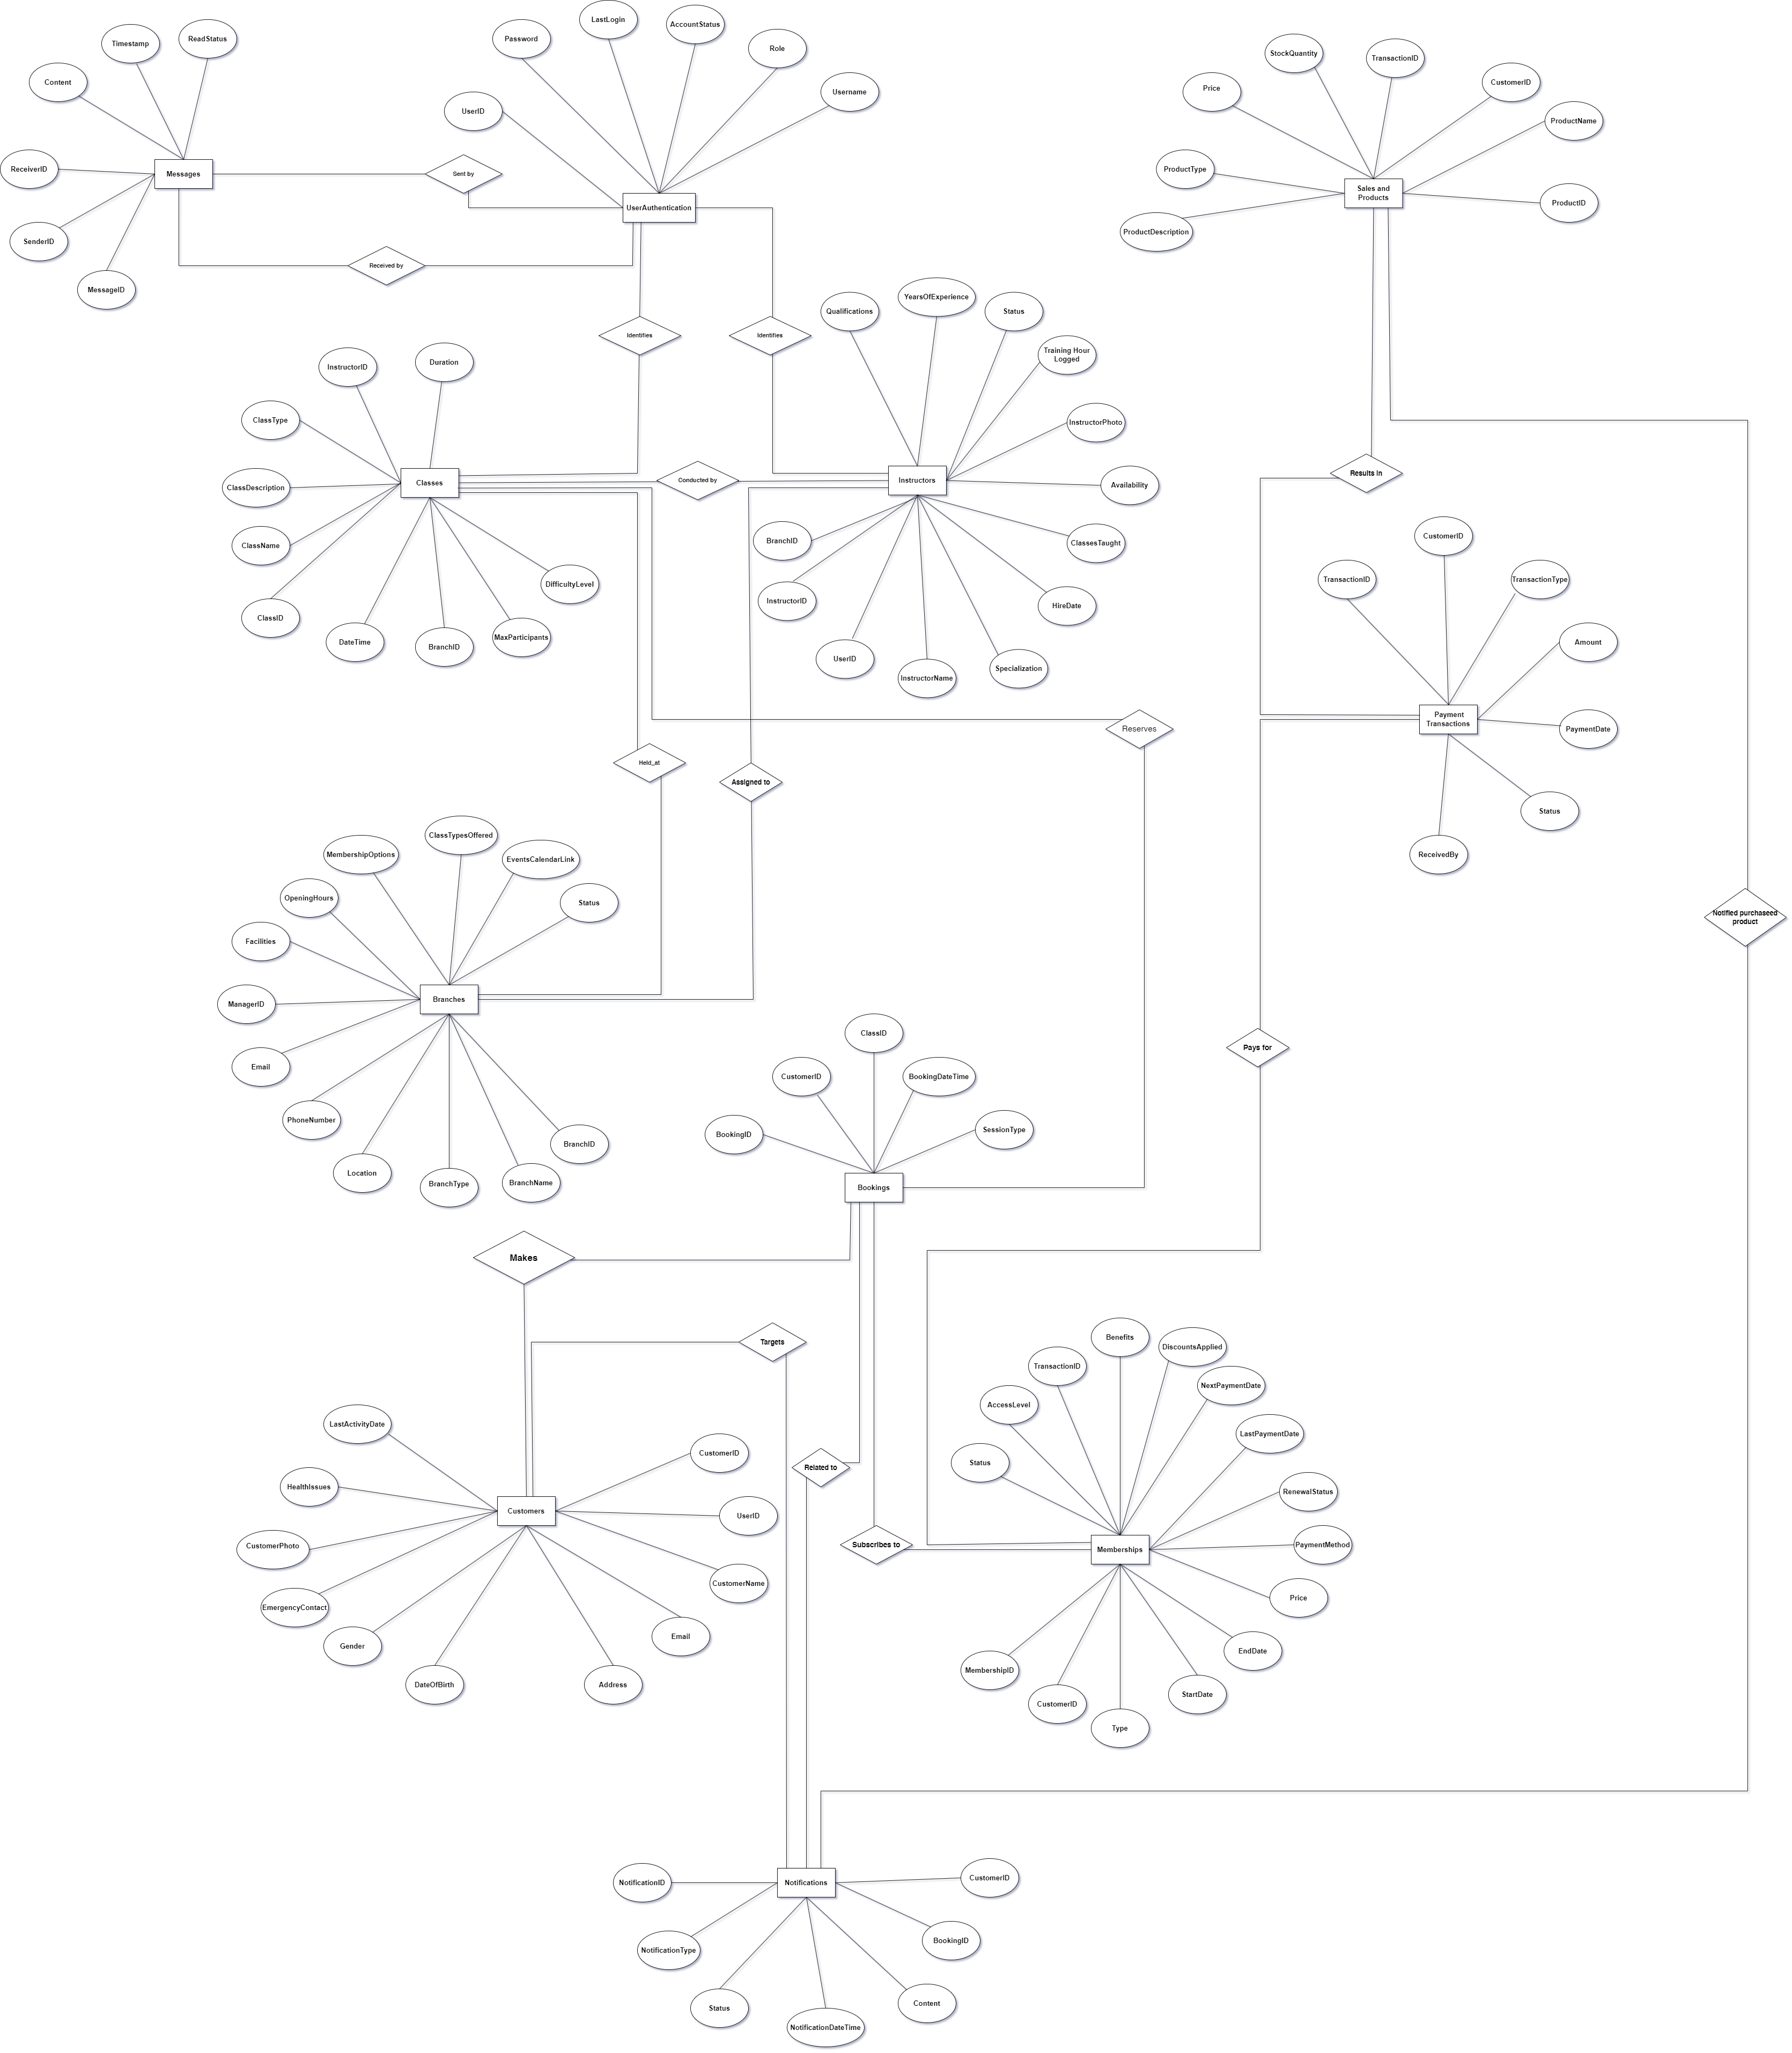 LastLogin
AccountStatus
Password
Role
Username
UserID
UserAuthentication
ReadStatus
Timestamp
Content
ReceiverID
SenderID
MessageID
Messages
Sent by
Received by
StockQuantity
TransactionID
CustomerID
Price
ProductName
ProductType
ProductID
ProductDescription
Sales and
Products
Identifies
Identifies
Qualifications
YearsOfExperience
Status
Training Hour
Logged
InstructorPhoto
Availability
ClassesTaught
HireDate
Specialization
InstructorName
UserID
InstructorID
BranchID
Instructors
InstructorID
Duration
ClassType
ClassDescription
ClassName
ClassID
DateTime
BranchID
MaxParticipants
DifficultyLevel
Classes
Conducted by
Results in
CustomerID
TransactionID
TransactionType
Amount
PaymentDate
Status
ReceivedBy
Payment
Transactions
Reserves
Held_at
Assigned to
Notified purchaseed
product
ClassTypesOffered
MembershipOptions
EventsCalendarLink
OpeningHours
Status
Facilities
ManagerID
Email
PhoneNumber
Location
BranchType
BranchName
BranchID
Branches
Pays for
ClassID
CustomerID
BookingDateTime
BookingID
SessionType
Bookings
Makes
Targets
Related to
Subscribes to
LastActivityDate
HealthIssues
CustomerPhoto
EmergencyContact
Gender
DateOfBirth
Address
Email
CustomerName
UserID
CustomerID
Customers
Benefits
DiscountsApplied
TransactionID
NextPaymentDate
AccessLevel
LastPaymentDate
Status
RenewalStatus
PaymentMethod
Price
EndDate
StartDate
Type
CustomerID
MembershipID
Memberships
NotificationID
Notifications
CustomerID
BookingID
NotificationType
Content
Status
NotificationDateTime